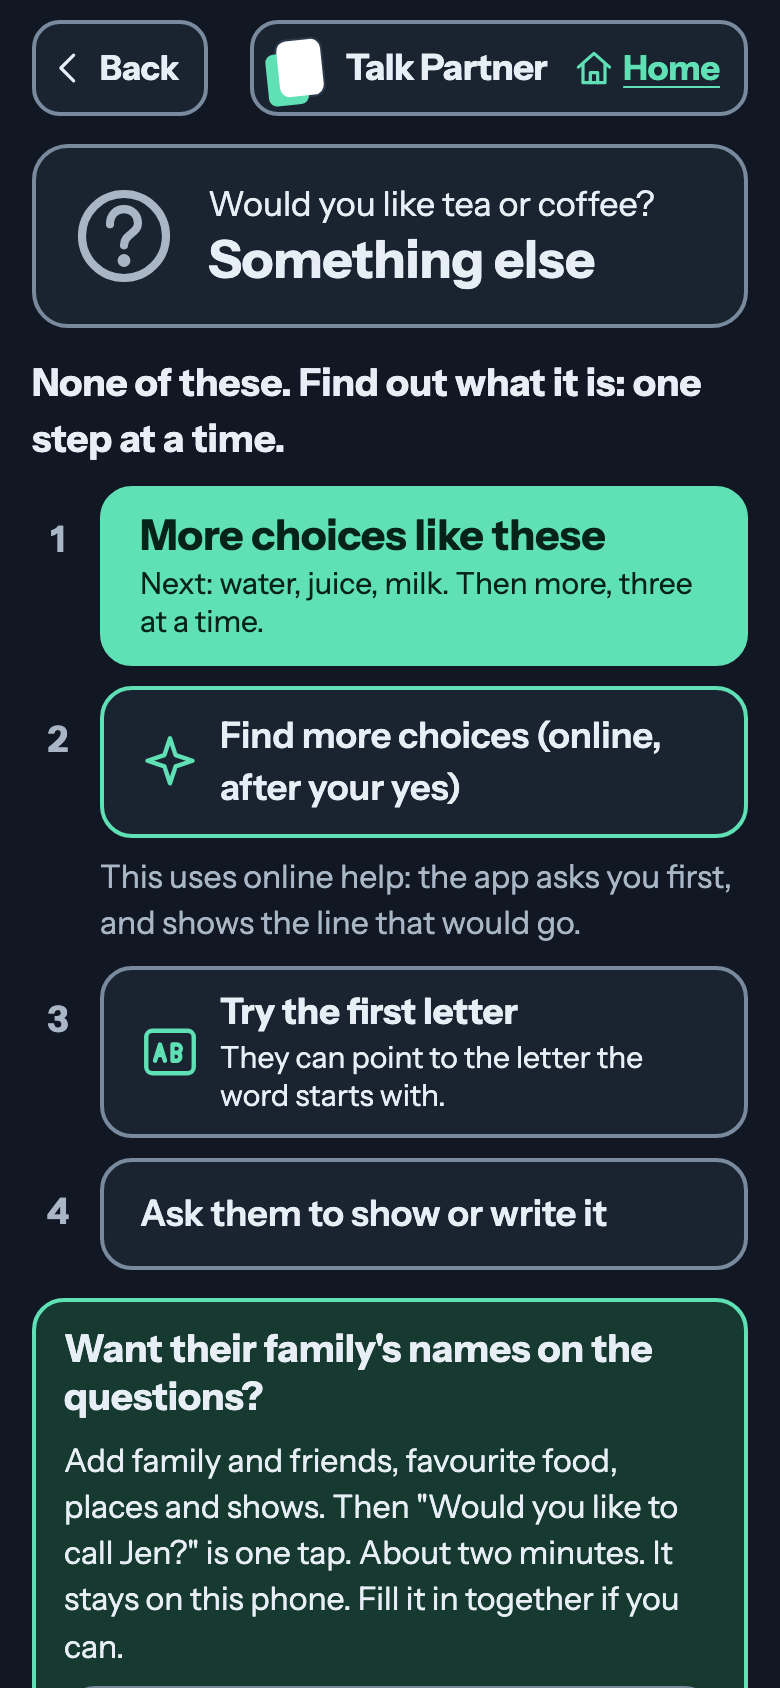 Back
Talk Partner
Home
Would you like tea or coffee?
Something else
None of these. Find out what it is: one
step at a time.
1
More choices like these
Next: water, juice, milk. Then more, three
at a time.
2
Find more choices (online,
after your yes)
This uses online help: the app asks you first,
and shows the line that would go.
3
AB
Try the first letter
They can point to the letter the
word starts with.
4
Ask them to show or write it
Want their family's names on the
questions?
Add family and friends, favourite food,
places and shows. Then "Would you like to
call Jen?" is one tap. About two minutes. It
stays on this phone. Fill it in together if you
can.